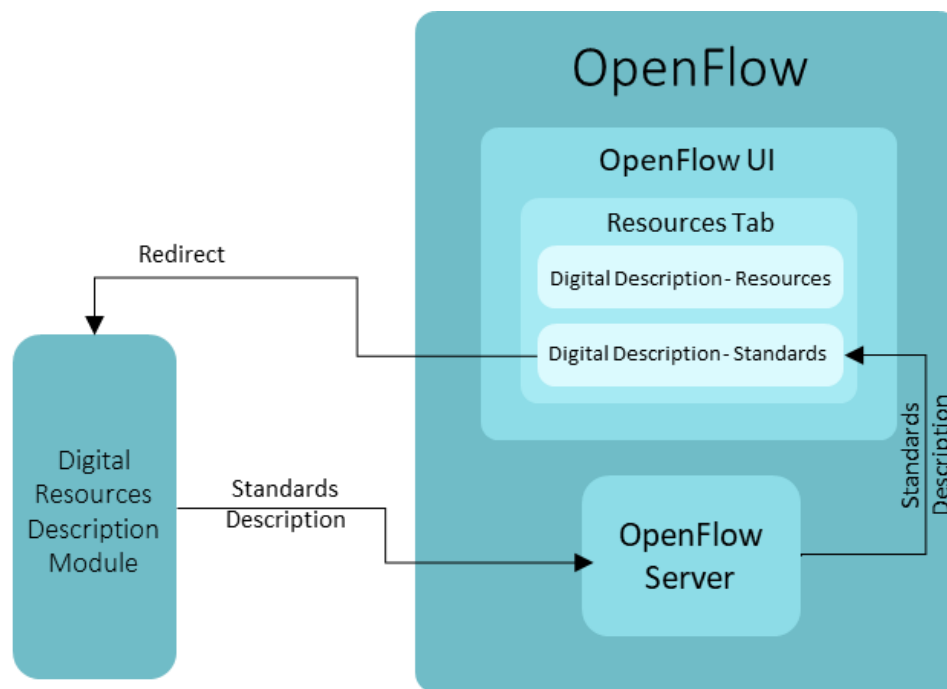 OpenFlow
OpenFlow UI
Resources Tab
Digital Description - Resources
Digital Description - Standards
Redirect
Digital
Resources
Description
Module
Standards
Description
OpenFlow
Server
Standards
Description